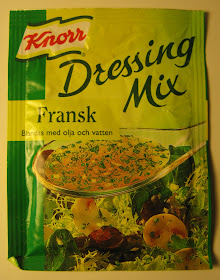 Knorr
Dressing
Mix
Fransk
Blandas med olja och vatten